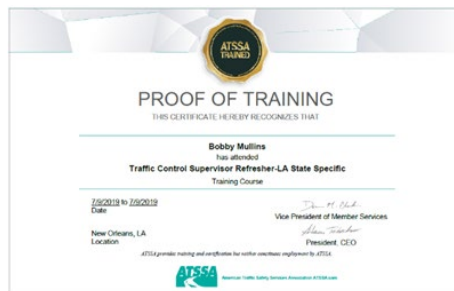 ATSSA
TRAINED
PROOF OF TRAINING
THIS CERTIFICATE HEREBY RECOGNIZES THAT
Bobby Mullins
has attended
Traffic Control Supervisor Refresher-LA State Specific
Training Course
7/9/2019 to 7/9/2019
Date
Vice President of Member Services
New Orleans, LA
Location
President, CEO
ATSSA provides training and certification but neither constitutes employment by ATSSA.
ATSSA American Traffic Safety Services Association ATSSA.com